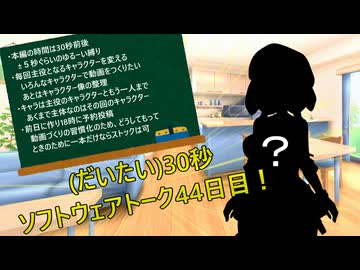 ・本編の時間は30秒前後
±５秒ぐらいのゆるーい縛り
・毎回主役となるキャラクターを変える
いろんなキャラクターで動画をつくりたい
あとはキャラクター像の整理
・キャラは主役のキャラクターともう一人まで
あくまで主体なのはその回のキャラクター
・前日に作り18時に予約投稿
動画づくりの習慣化のため、どうしてもって
ときのために一本だけならストックは可
？
(だいたい)30秒
ソフトウェアトーク44日目！